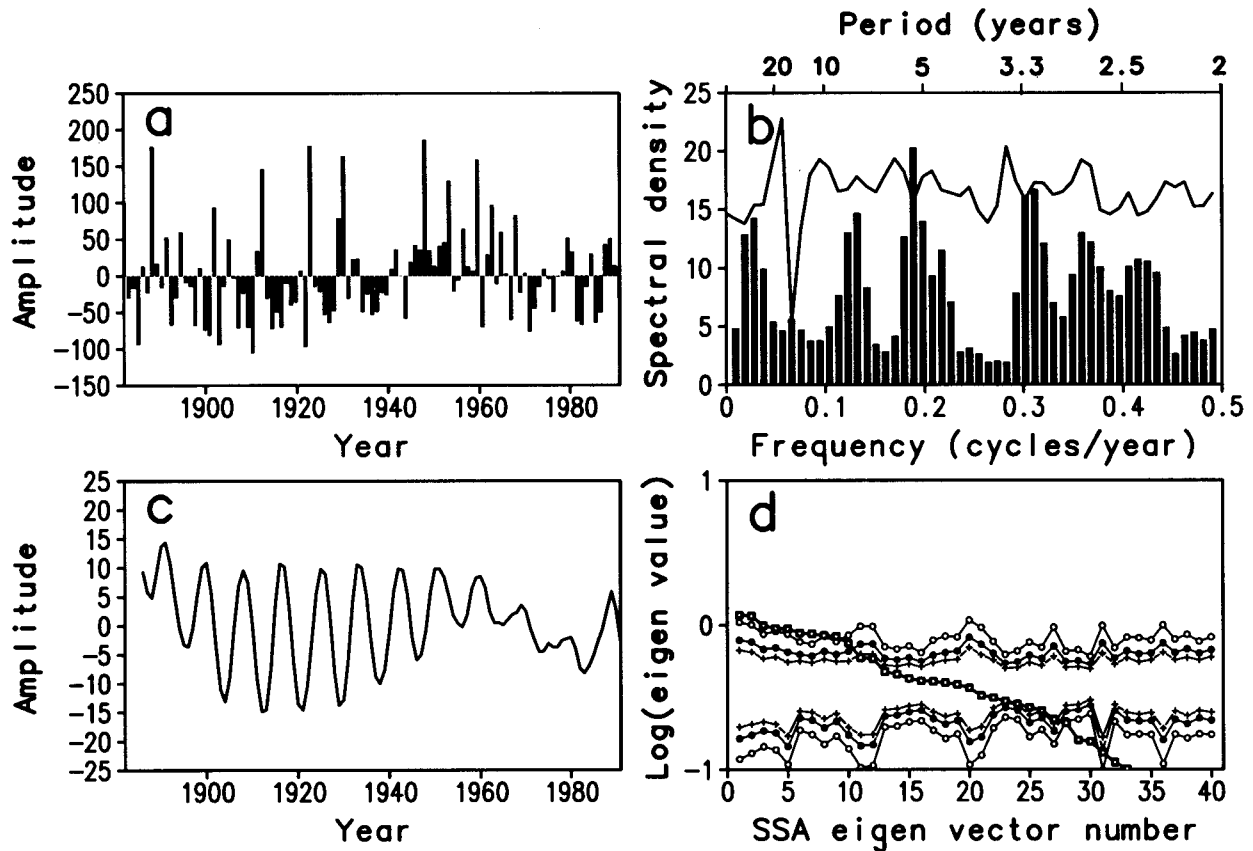 a
250
200
150
100
50
0
-50
-100
-150
Amplitude
1900 1920 1940 1960 1980
Year
Period (years)
20 10 5 3.3 2.5 2
b
25
20
15
10
5
0
Spectral density
0 0.1 0.2 0.3 0.4 0.5
Frequency (cycles/year)
c
25
20
15
10
5
0
-5
-10
-15
-20
-25
Amplitude
1900 1920 1940 1960 1980
Year
d
1
0
-1
Log(eigen value)
0 5 10 15 20 25 30 35 40
SSA eigen vector number